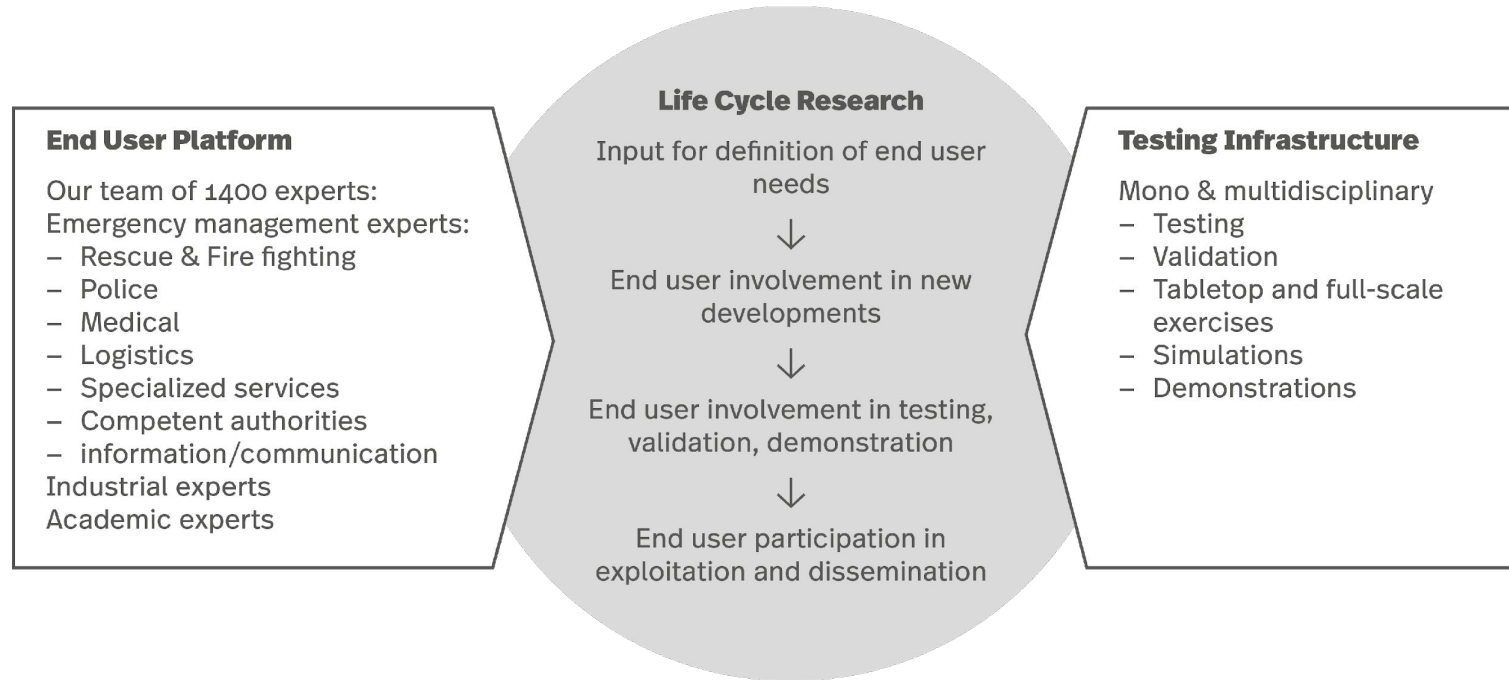 End User Platform
Our team of 1400 experts:
Emergency management experts:
– Rescue & Fire fighting
– Police
– Medical
– Logistics
– Specialized services
– Competent authorities
– information/communication
Industrial experts
Academic experts
Life Cycle Research
Input for definition of end user
needs
↓
End user involvement in new
developments
↓
End user involvement in testing,
validation, demonstration
↓
End user participation in
exploitation and dissemination
Testing Infrastructure
Mono & multidisciplinary
– Testing
– Validation
– Tabletop and full-scale
exercises
– Simulations
– Demonstrations